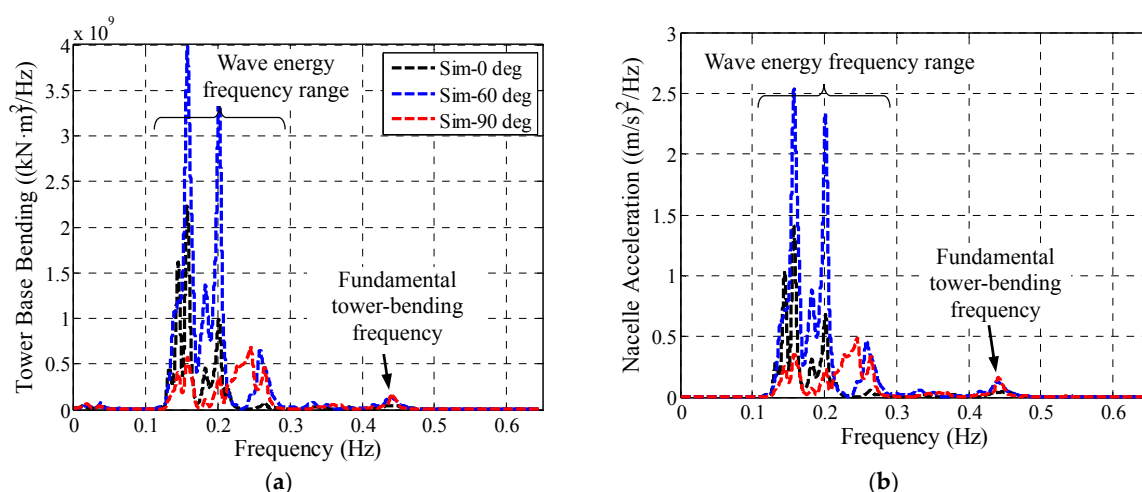 x 10^9
4
3.5
3
2.5
2
1.5
1
0.5
0
0
0.1
0.2
0.3
0.4
0.5
0.6
Tower Base Bending ((kN·m)^2/Hz)
Frequency (Hz)
Wave energy
frequency range
Sim-0 deg
Sim-60 deg
Sim-90 deg
Fundamental
tower-bending
frequency
(a)
3
2.5
2
1.5
1
0.5
0
0
0.1
0.2
0.3
0.4
0.5
0.6
Nacelle Acceleration ((m/s)^2/Hz)
Frequency (Hz)
Wave energy frequency range
Fundamental
tower-bending
frequency
(b)